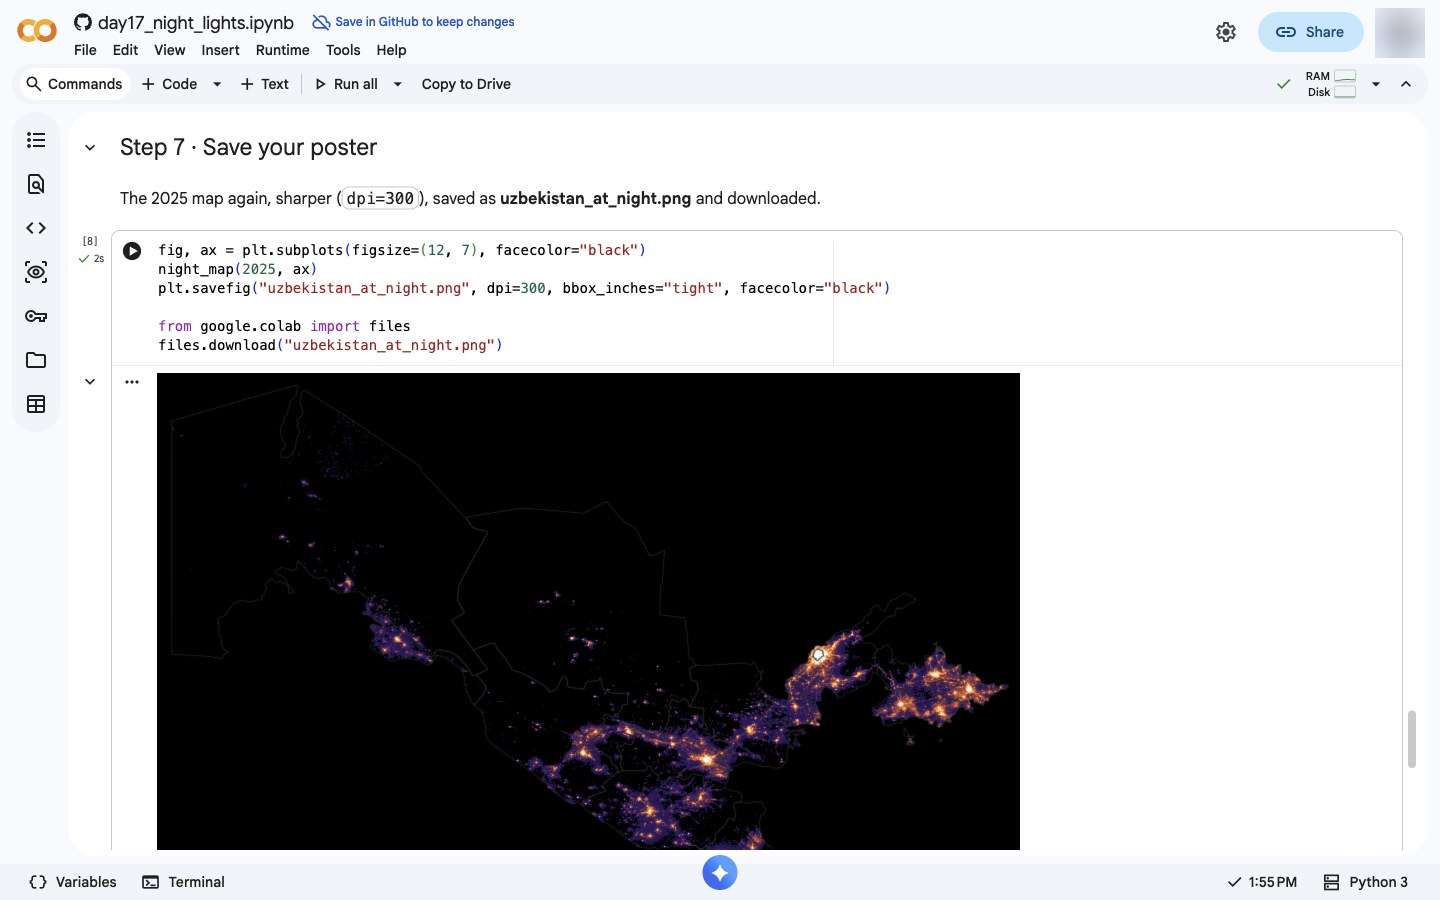 day17_night_lights.ipynb
Save in GitHub to keep changes
Share
File Edit View Insert Runtime Tools Help
Commands + Code + Text Run all Copy to Drive
RAM
Disk
Step 7 · Save your poster
The 2025 map again, sharper (dpi=300), saved as uzbekistan_at_night.png and downloaded.
[8]
2s
fig, ax = plt.subplots(figsize=(12, 7), facecolor="black")
night_map(2025, ax)
plt.savefig("uzbekistan_at_night.png", dpi=300, bbox_inches="tight", facecolor="black")
from google.colab import files
files.download("uzbekistan_at_night.png")
Variables Terminal 1:55 PM Python 3